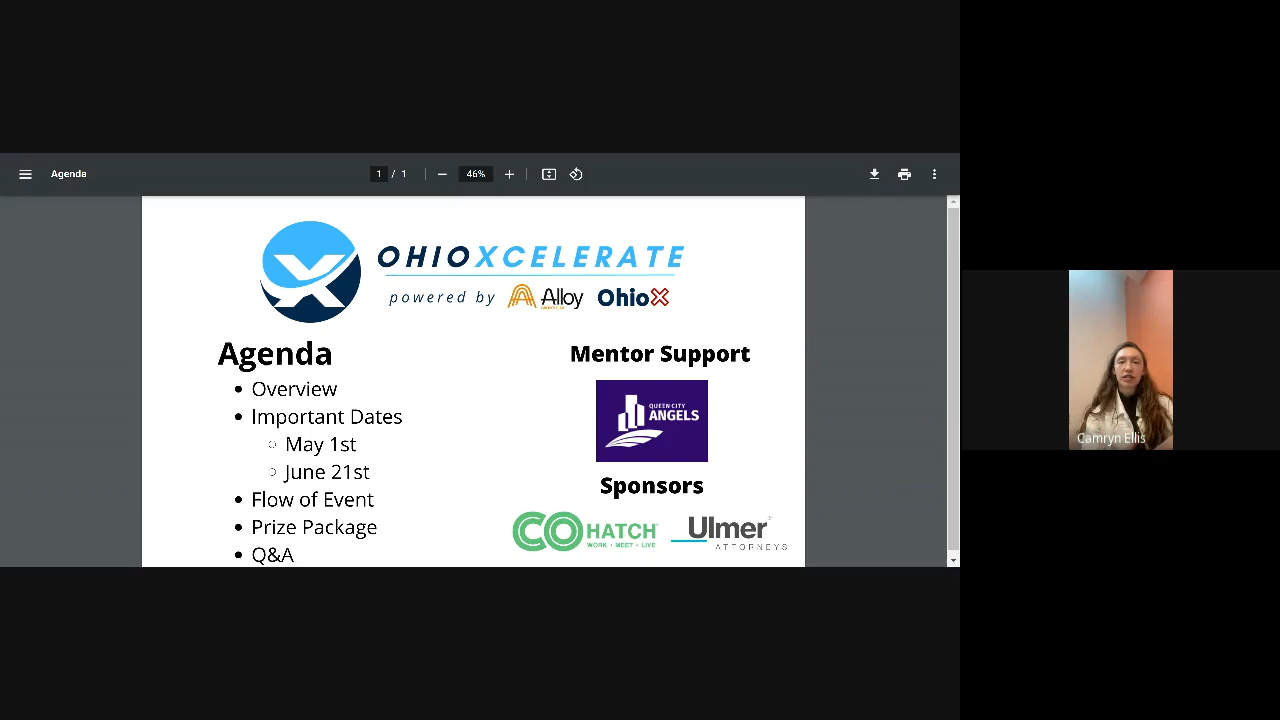 Agenda
1 / 1
46%
OHIOXCELERATE
powered by Alloy OhioX
Agenda
Overview
Important Dates
May 1st
June 21st
Flow of Event
Prize Package
Q&A
Mentor Support
QUEEN CITY
ANGELS
Sponsors
COHATCH
WORK • MEET • LIVE
Ulmer
ATTORNEYS
Camryn Ellis